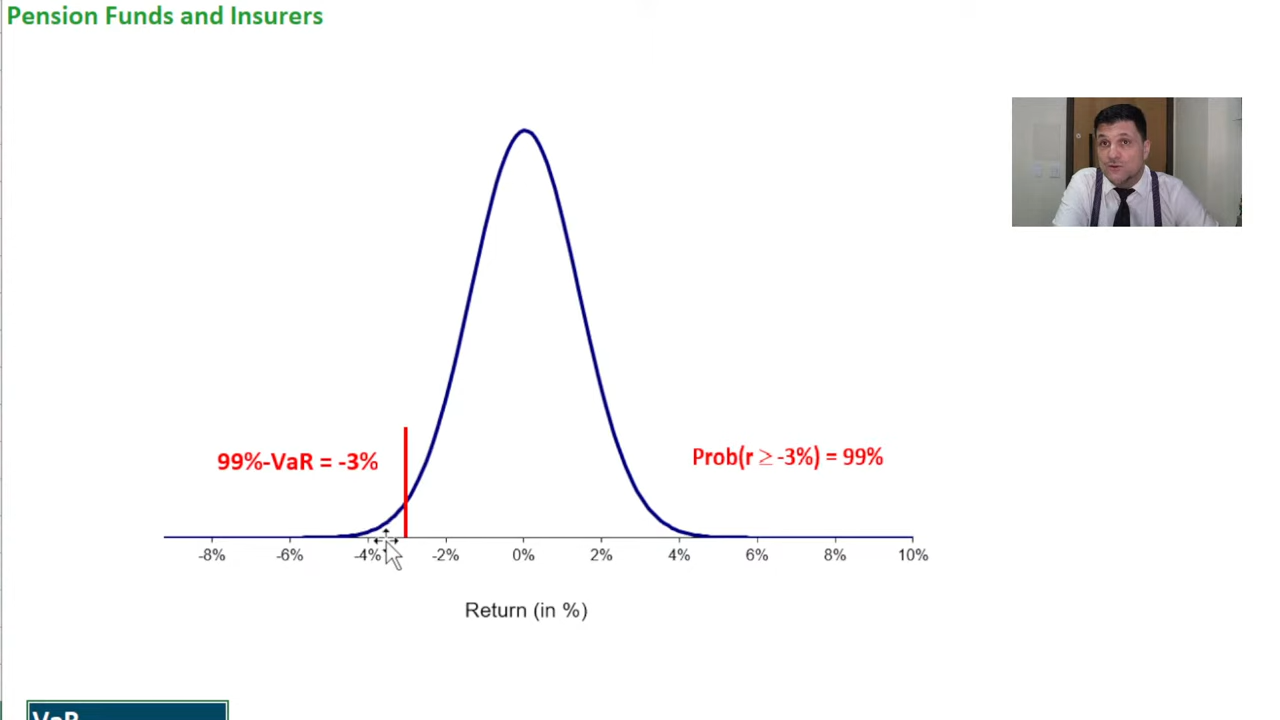 Pension Funds and Insurers
99%-VaR = -3%
Prob(r ≥ -3%) = 99%
-8% -6% -4% -2% 0% 2% 4% 6% 8% 10%
Return (in %)
VaR